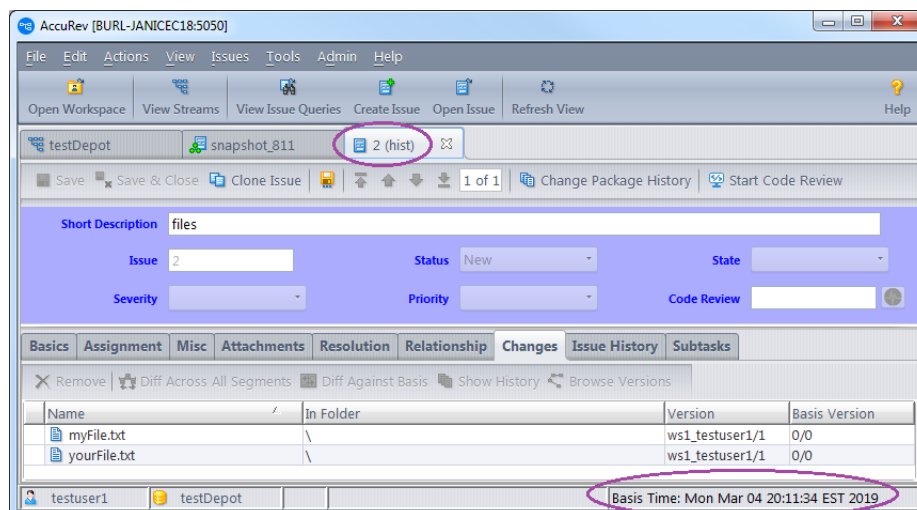 AccuRev [BURL-JANICEC18:5050]
File Edit Actions View Issues Tools Admin Help
Open Workspace View Streams View Issue Queries Create Issue Open Issue Refresh View Help
testDepot snapshot_811 2 (hist)
Save Save & Close Clone Issue 1 of 1 Change Package History Start Code Review
Short Description files
Issue 2 Status New State
Severity Priority Code Review
Basics Assignment Misc Attachments Resolution Relationship Changes Issue History Subtasks
Remove Diff Across All Segments Diff Against Basis Show History Browse Versions
Name In Folder Version Basis Version
myFile.txt \ ws1_testuser1/1 0/0
yourFile.txt \ ws1_testuser1/1 0/0
testuser1 testDepot Basis Time: Mon Mar 04 20:11:34 EST 2019